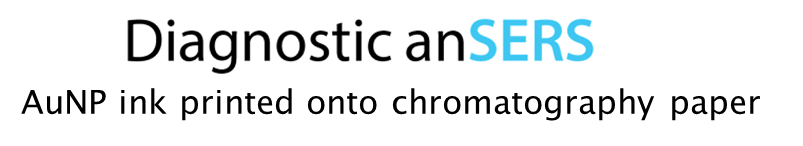 Diagnostic anSERS
AuNP ink printed onto chromatography paper